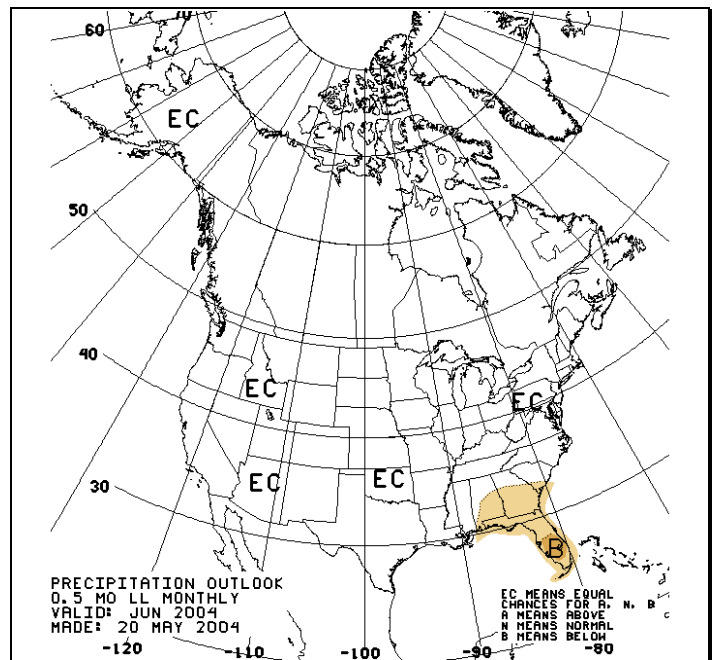 60
70
EC
50
40
EC
EC
EC
EC
30
B
PRECIPITATION OUTLOOK
0.5 MO LL MONTHLY
VALID: JUN 2004
MADE: 20 MAY 2004
EC MEANS EQUAL
CHANCES FOR A, N, B
A MEANS ABOVE
N MEANS NORMAL
B MEANS BELOW
-120
-110
-100
-90
-80